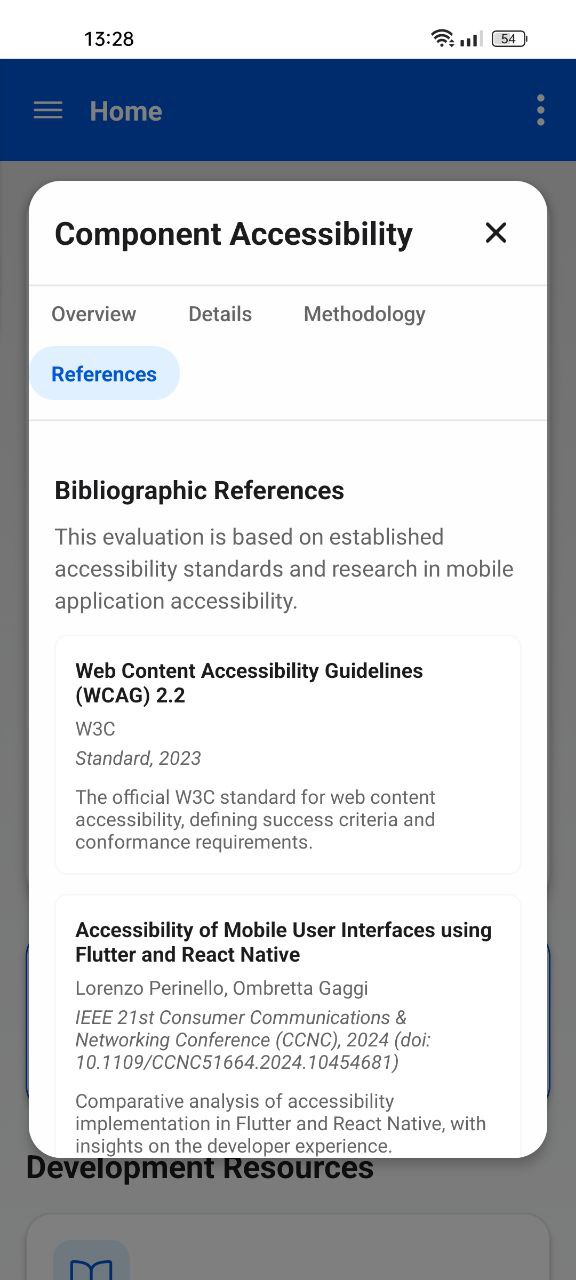 13:28
54
Home
Component Accessibility
Overview Details Methodology
References
Bibliographic References
This evaluation is based on established
accessibility standards and research in mobile
application accessibility.
Web Content Accessibility Guidelines
(WCAG) 2.2
W3C
Standard, 2023
The official W3C standard for web content
accessibility, defining success criteria and
conformance requirements.
Accessibility of Mobile User Interfaces using
Flutter and React Native
Lorenzo Perinello, Ombretta Gaggi
IEEE 21st Consumer Communications &
Networking Conference (CCNC), 2024 (doi:
10.1109/CCNC51664.2024.10454681)
Comparative analysis of accessibility
implementation in Flutter and React Native, with
insights on the developer experience.
Development Resources